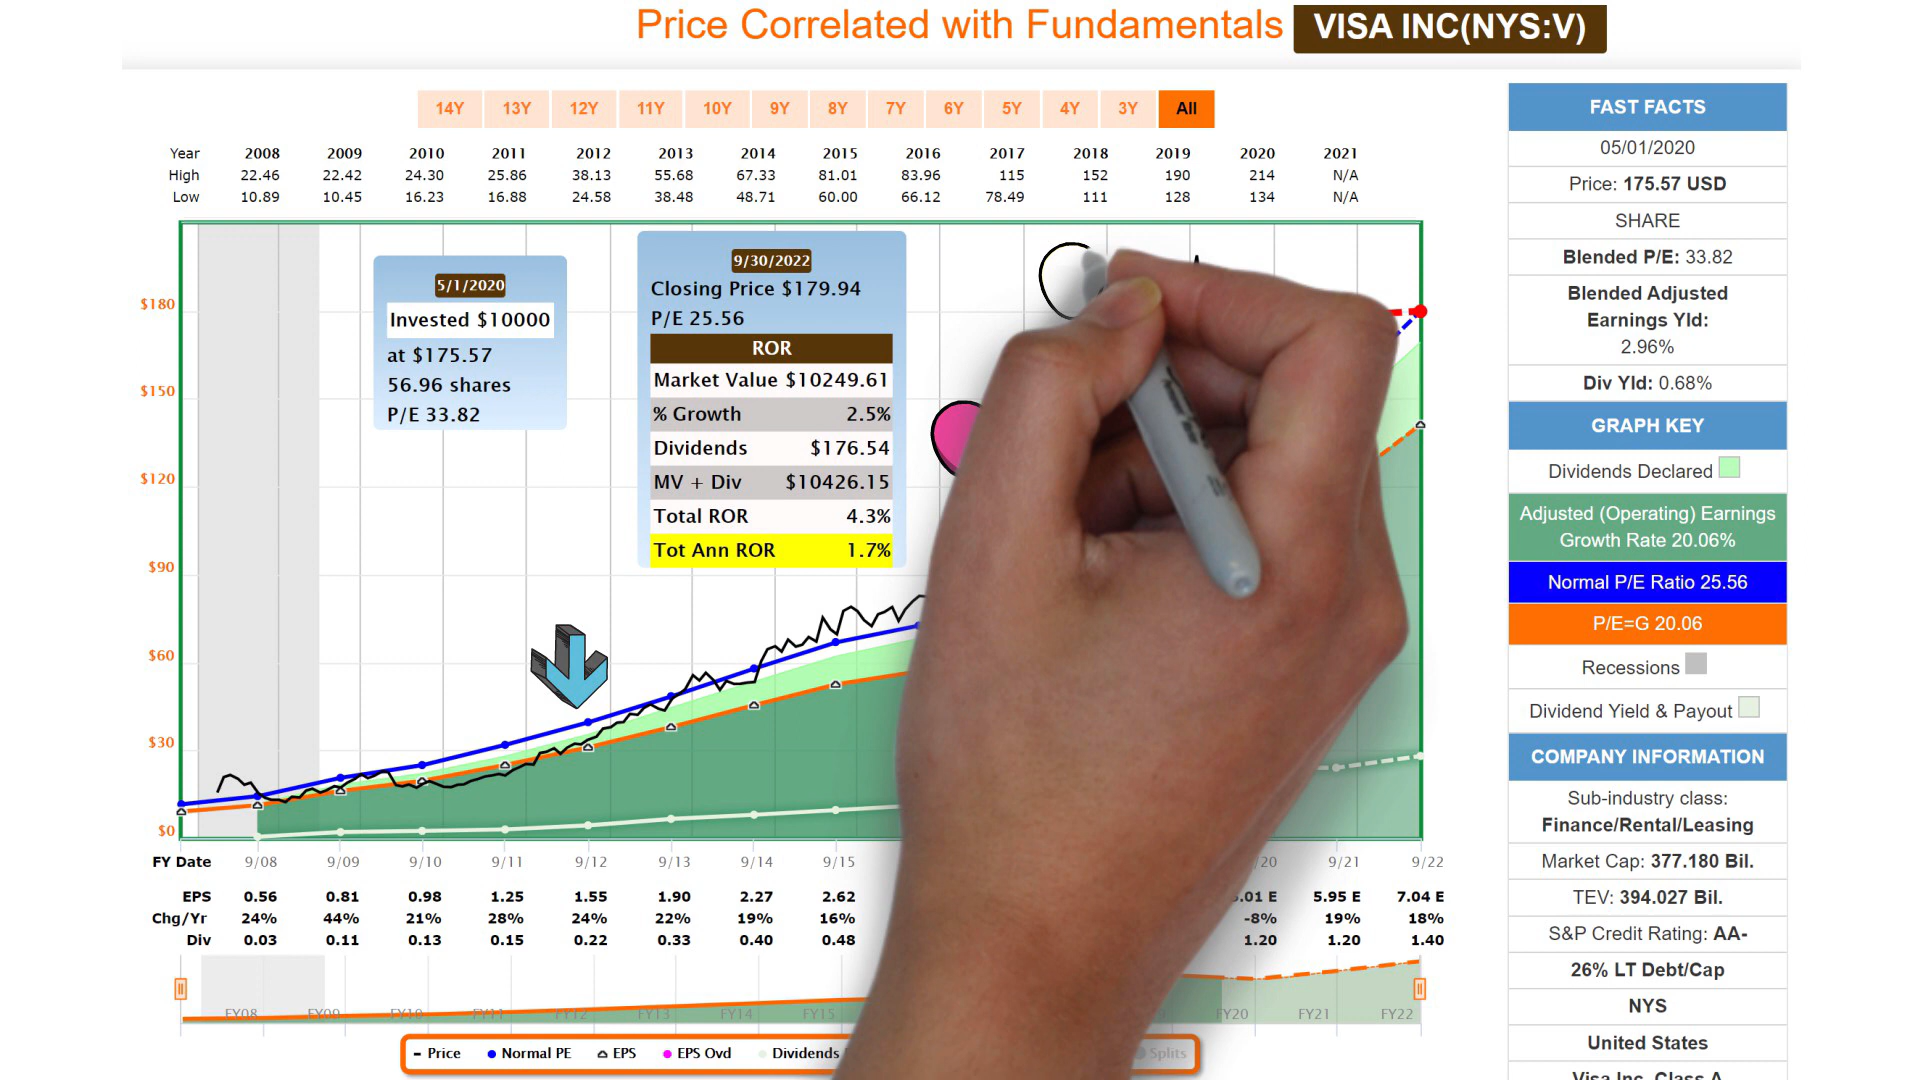 Price Correlated with Fundamentals VISA INC(NYS:V)
14Y 13Y 12Y 11Y 10Y 9Y 8Y 7Y 6Y 5Y 4Y 3Y All
Year 2008 2009 2010 2011 2012 2013 2014 2015 2016 2017 2018 2019 2020 2021
High 22.46 22.42 24.30 25.86 38.13 55.68 67.33 81.01 83.96 115 152 190 214 N/A
Low 10.89 10.45 16.23 16.88 24.58 38.48 48.71 60.00 66.12 78.49 111 128 134 N/A
$180
$150
$120
$90
$60
$30
$0
5/1/2020
Invested $10000
at $175.57
56.96 shares
P/E 33.82
9/30/2022
Closing Price $179.94
P/E 25.56
ROR
Market Value $10249.61
% Growth 2.5%
Dividends $176.54
MV + Div $10426.15
Total ROR 4.3%
Tot Ann ROR 1.7%
FY Date 9/08 9/09 9/10 9/11 9/12 9/13 9/14 9/15 /20 9/21 9/22
EPS 0.56 0.81 0.98 1.25 1.55 1.90 2.27 2.62 .01 E 5.95 E 7.04 E
Chg/Yr 24% 44% 21% 28% 24% 22% 19% 16% -8% 19% 18%
Div 0.03 0.11 0.13 0.15 0.22 0.33 0.40 0.48 1.20 1.20 1.40
FY08 FY09 FY10 FY11 FY12 FY13 FY14 FY15 FY20 FY21 FY22
Price Normal PE EPS EPS Ovd Dividends Splits
FAST FACTS
05/01/2020
Price: 175.57 USD
SHARE
Blended P/E: 33.82
Blended Adjusted
Earnings Yld:
2.96%
Div Yld: 0.68%
GRAPH KEY
Dividends Declared
Adjusted (Operating) Earnings
Growth Rate 20.06%
Normal P/E Ratio 25.56
P/E=G 20.06
Recessions
Dividend Yield & Payout
COMPANY INFORMATION
Sub-industry class:
Finance/Rental/Leasing
Market Cap: 377.180 Bil.
TEV: 394.027 Bil.
S&P Credit Rating: AA-
26% LT Debt/Cap
NYS
United States
Visa Inc. Class A